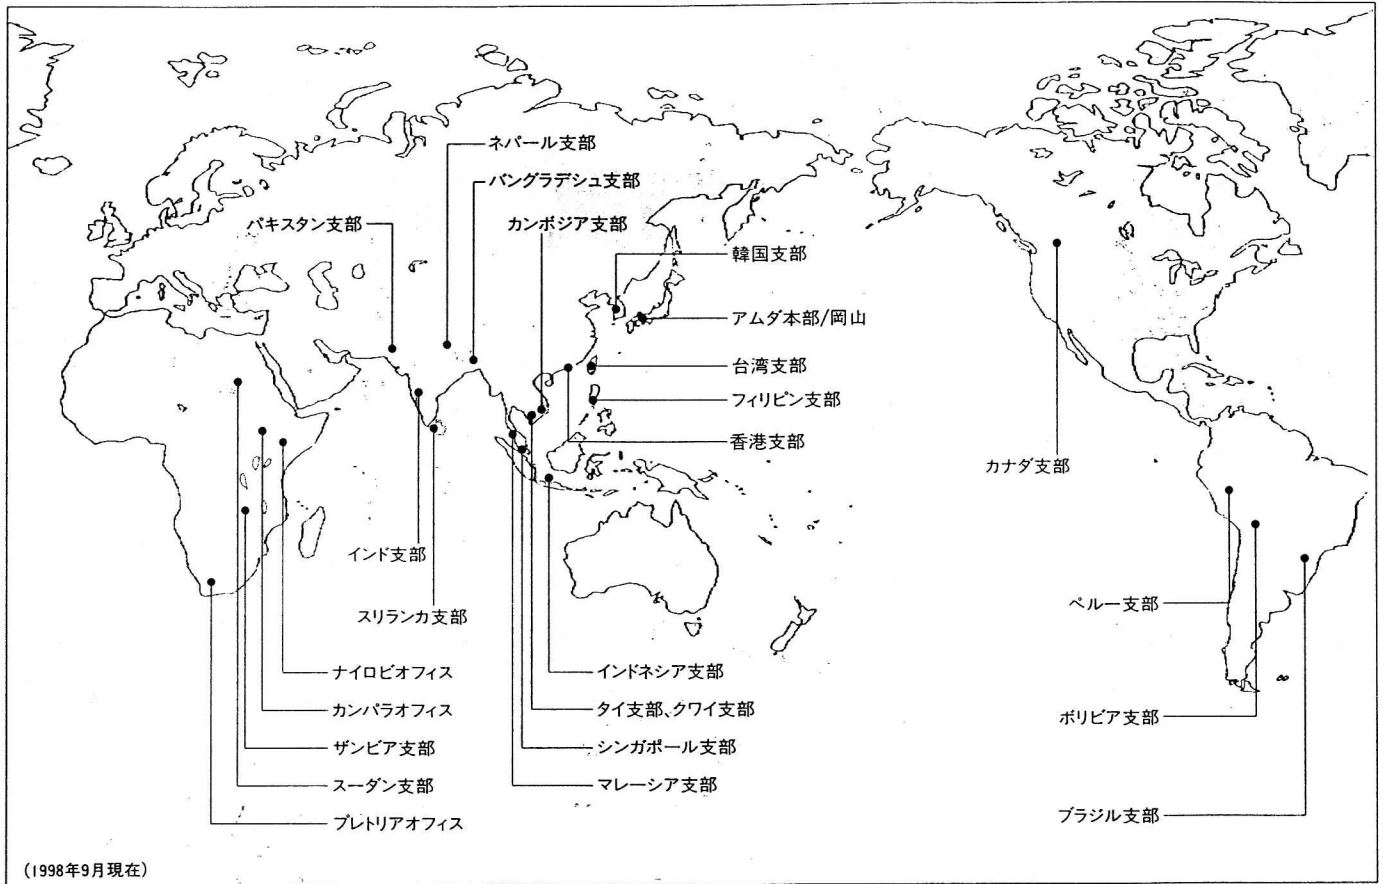 ネパール支部
バングラデシュ支部
パキスタン支部
カンボジア支部
韓国支部
アムダ本部/岡山
台湾支部
フィリピン支部
香港支部
カナダ支部
インド支部
スリランカ支部
ペルー支部
ナイロビオフィス
インドネシア支部
カンパラオフィス
タイ支部、クワイ支部
ボリビア支部
ザンビア支部
シンガポール支部
スーダン支部
マレーシア支部
ブラジル支部
プレトリアオフィス
(1998年9月現在)